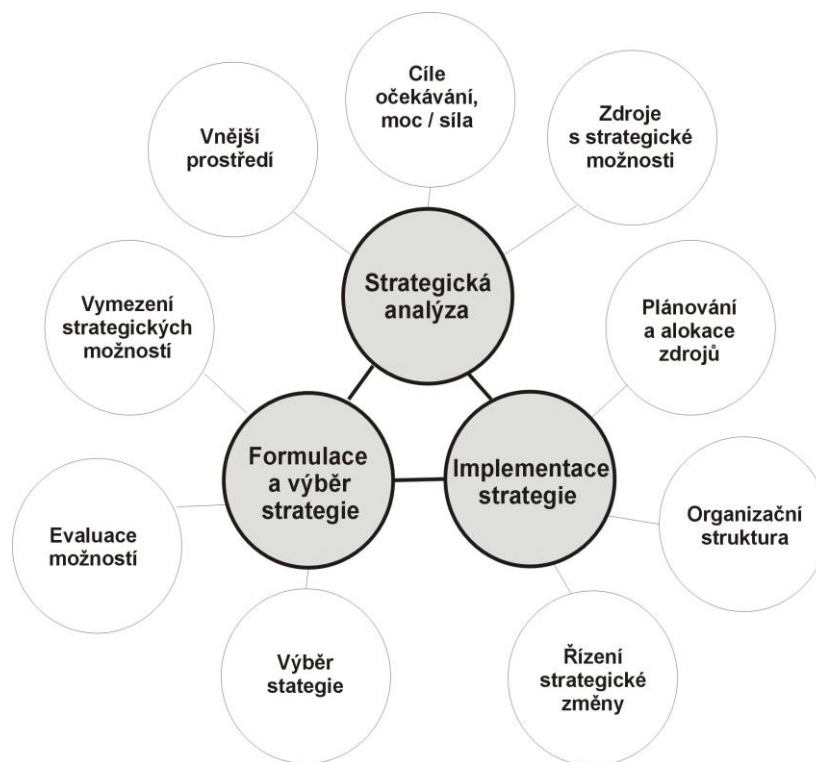 Cíle
očekávání,
moc / síla
Vnější
prostředí
Zdroje
s strategické
možnosti
Strategická
analýza
Vymezení
strategických
možností
Plánování
a alokace
zdrojů
Formulace
a výběr
strategie
Implementace
strategie
Evaluace
možností
Organizační
struktura
Výběr
stategie
Řízení
strategické
změny